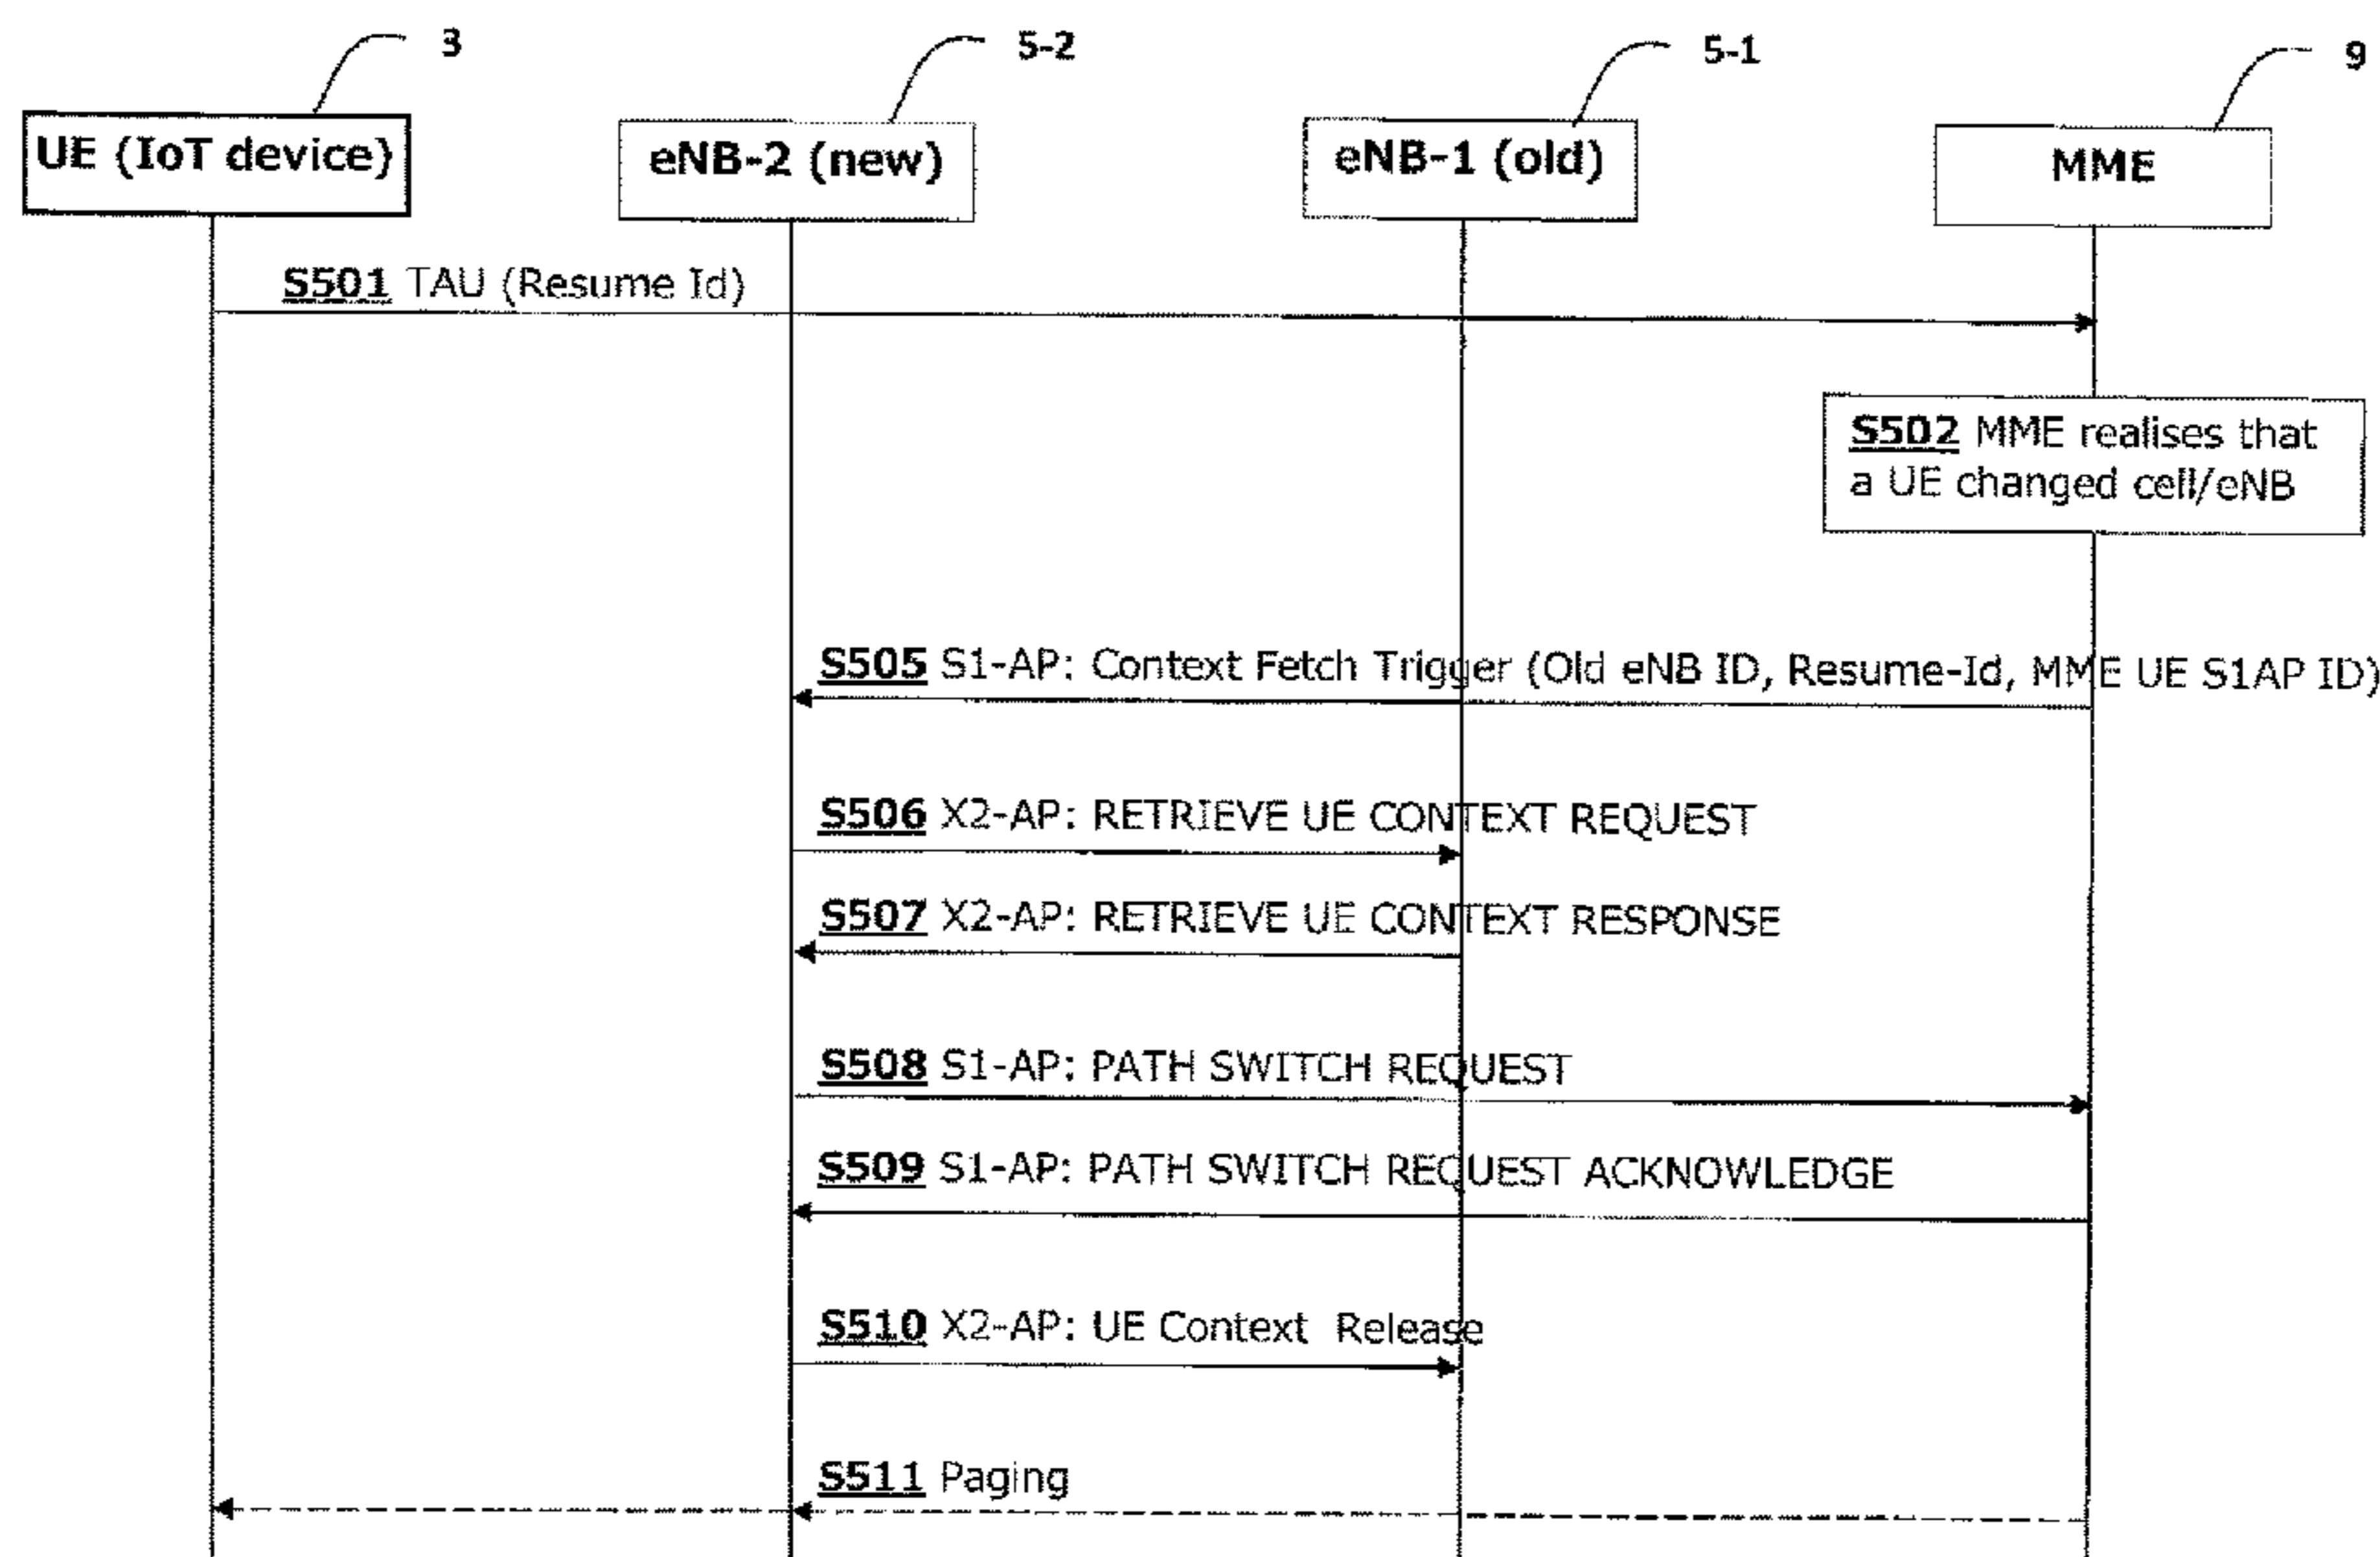 3
5-2
5-1
9
UE (IoT device)
eNB-2 (new)
eNB-1 (old)
MME
S501 TAU (Resume Id)
S502 MME realises that
a UE changed cell/eNB
S505 S1-AP: Context Fetch Trigger (Old eNB ID, Resume-Id, MME UE S1AP ID)
S506 X2-AP: RETRIEVE UE CONTEXT REQUEST
S507 X2-AP: RETRIEVE UE CONTEXT RESPONSE
S508 S1-AP: PATH SWITCH REQUEST
S509 S1-AP: PATH SWITCH REQUEST ACKNOWLEDGE
S510 X2-AP: UE Context Release
S511 Paging